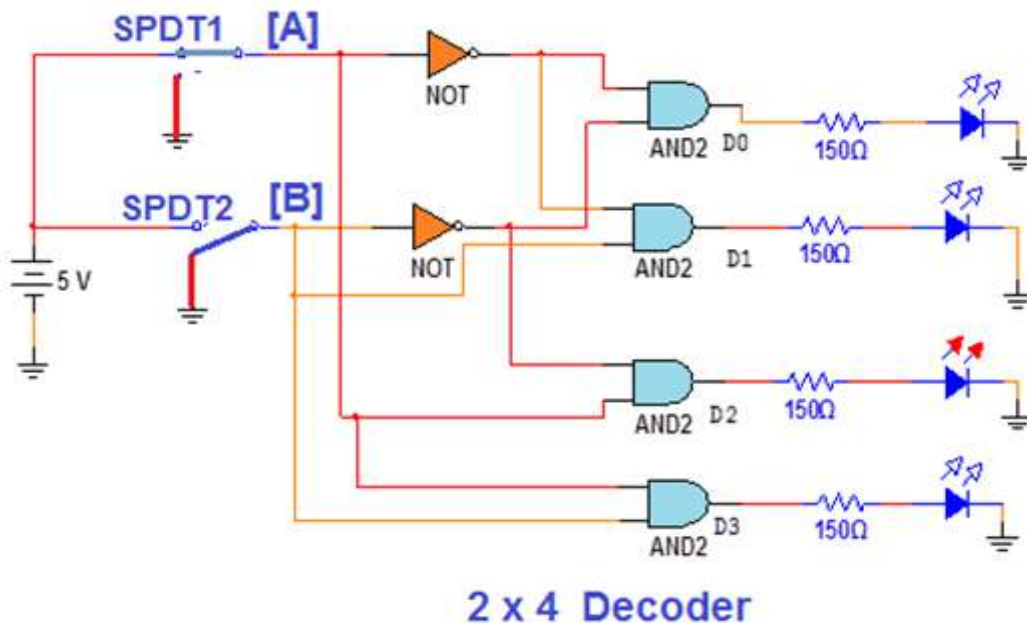 SPDT1 [A]
NOT
AND2 D0
150Ω
SPDT2 [B]
NOT
AND2 D1
150Ω
5 V
AND2 D2
150Ω
AND2 D3
150Ω
2 x 4 Decoder